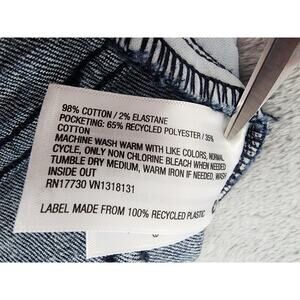 98% COTTON / 2% ELASTANE
POCKETING: 65% RECYCLED POLYESTER / 35%
COTTON
MACHINE WASH WARM WITH LIKE COLORS, NORMAL
CYCLE, ONLY NON CHLORINE BLEACH WHEN NEEDED
TUMBLE DRY MEDIUM, WARM IRON IF NEEDED, WASH
INSIDE OUT
RN17730 VN1318131
LABEL MADE FROM 100% RECYCLED PLASTIC